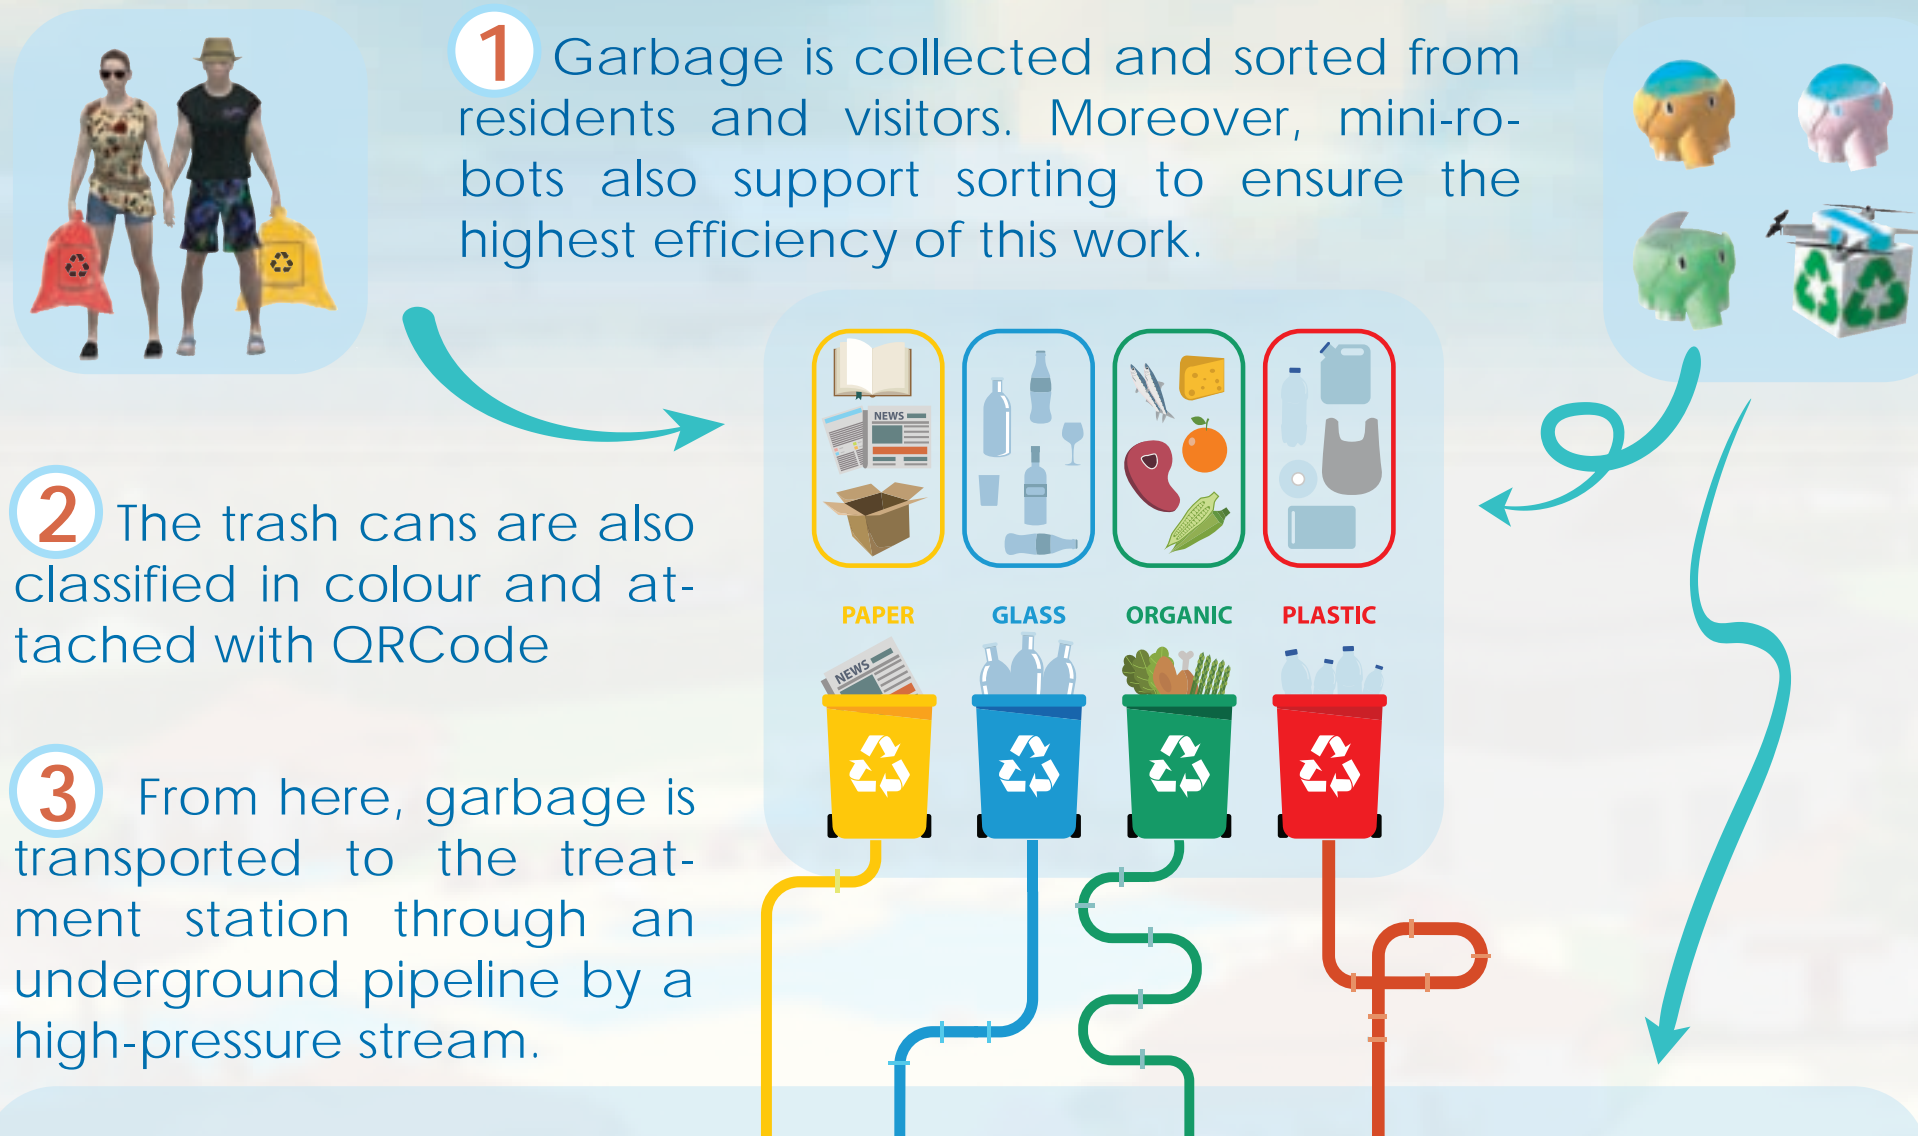 1 Garbage is collected and sorted from
residents and visitors. Moreover, mini-ro-
bots also support sorting to ensure the
highest efficiency of this work.
NEWS
2 The trash cans are also
classified in colour and at-
tached with QRCode
PAPER GLASS ORGANIC PLASTIC
NEWS
3 From here, garbage is
transported to the treat-
ment station through an
underground pipeline by a
high-pressure stream.